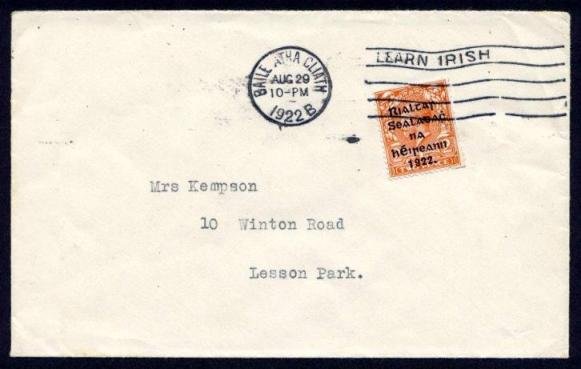 BAILE ATHA CLIATH
AUG 29
10-PM
1922 B
LEARN IRISH
Rialtas
Sealadaċ
na
hÉireann
1922.
Mrs Kempson
10 Winton Road
Lesson Park.